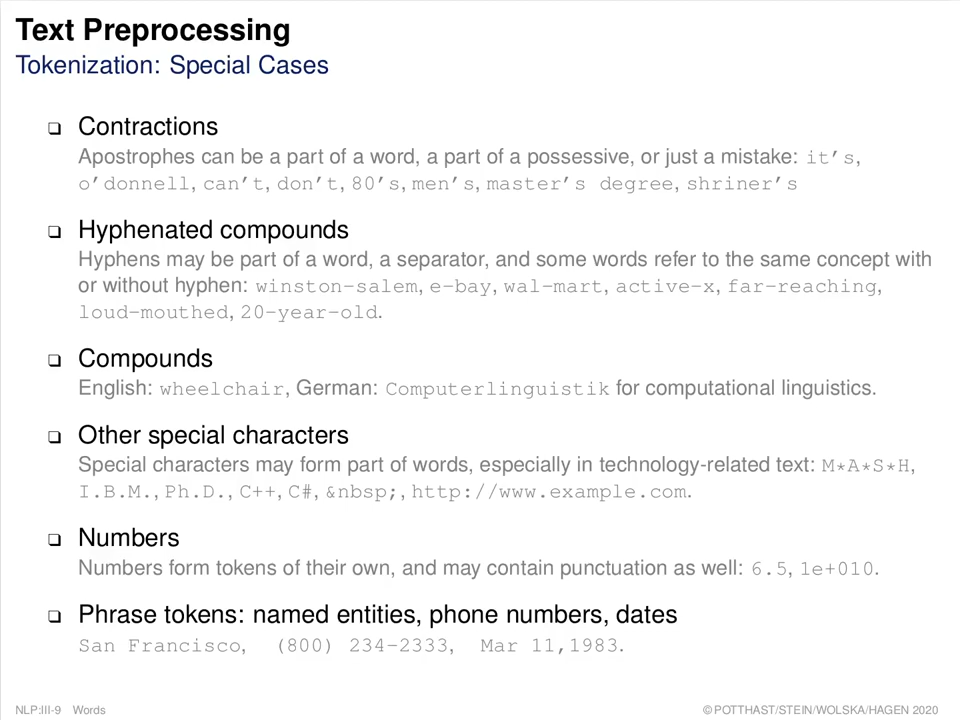 Text Preprocessing
Tokenization: Special Cases
❑ Contractions
Apostrophes can be a part of a word, a part of a possessive, or just a mistake: it’s,
o’donnell, can’t, don’t, 80’s, men’s, master’s degree, shriner’s
❑ Hyphenated compounds
Hyphens may be part of a word, a separator, and some words refer to the same concept with
or without hyphen: winston-salem, e-bay, wal-mart, active-x, far-reaching,
loud-mouthed, 20-year-old.
❑ Compounds
English: wheelchair, German: Computerlinguistik for computational linguistics.
❑ Other special characters
Special characters may form part of words, especially in technology-related text: M*A*S*H,
I.B.M., Ph.D., C++, C#, &nbsp;, http://www.example.com.
❑ Numbers
Numbers form tokens of their own, and may contain punctuation as well: 6.5, 1e+010.
❑ Phrase tokens: named entities, phone numbers, dates
San Francisco, (800) 234-2333, Mar 11,1983.
NLP:III-9 Words
© POTTHAST/STEIN/WOLSKA/HAGEN 2020